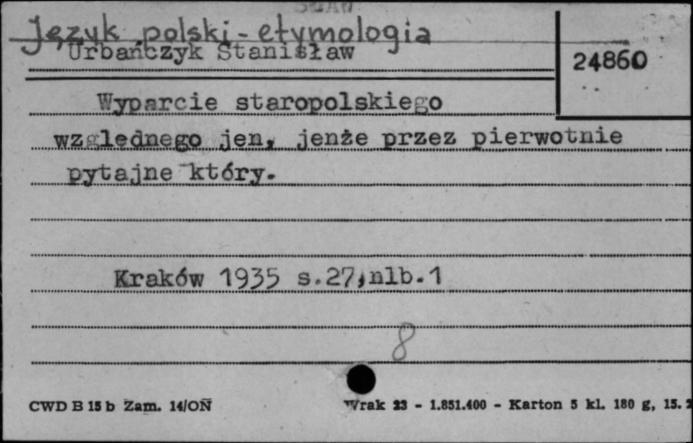 Język polski - etymologia
Urbańczyk Stanisław
24860
Wyparcie staropolskiego
względnego jen, jenże przez pierwotnie
pytajne który.
Kraków 1935 s.27,nlb.1
8
CWD B 15 b Zam. 14/OŃ
Wrak 23 - 1.851.400 - Karton 5 kl. 180 g, 15.2